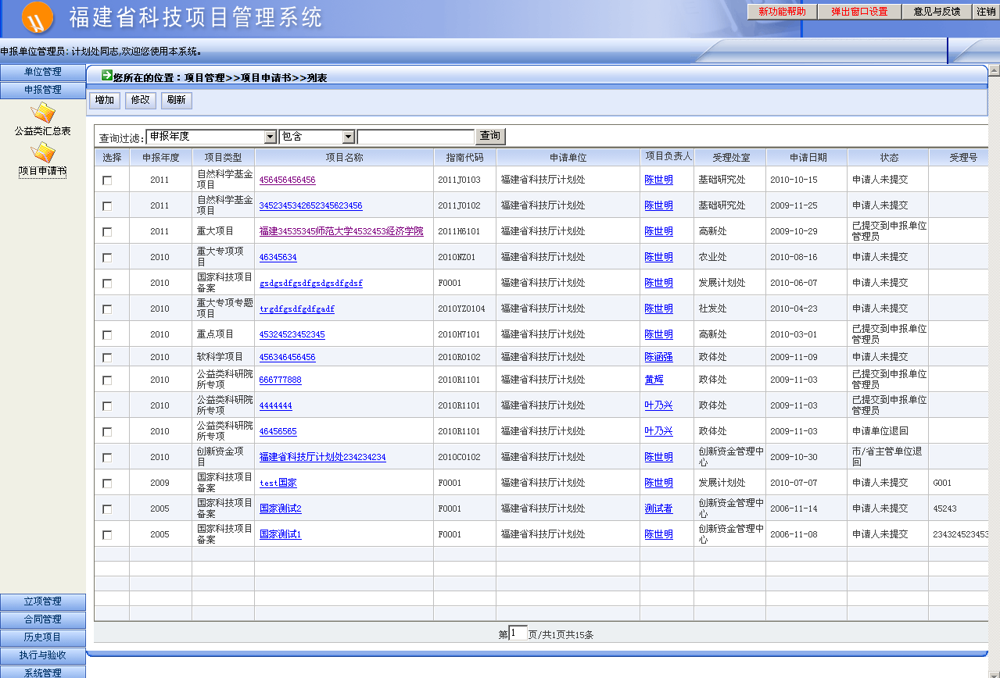 福建省科技项目管理系统
新功能帮助 弹出窗口设置 意见与反馈 注销
申报单位管理员:计划处同志,欢迎您使用本系统。
单位管理
申报管理
公益类汇总表
项目申请书
您所在的位置：项目管理>>项目申请书>>列表
增加 修改 刷新
查询过滤: 申报年度 包含 查询
选择 申报年度 项目类型 项目名称 指南代码 申请单位 项目负责人 受理处室 申请日期 状态 受理号
2011 自然科学基金项目 456456456456 2011J0103 福建省科技厅计划处 陈世明 基础研究处 2010-10-15 申请人未提交
2011 自然科学基金项目 3452345342652345623456 2011J0102 福建省科技厅计划处 陈世明 基础研究处 2009-11-25 申请人未提交
2011 重大项目 福建34535345师范大学4532453经济学院 2011H6101 福建省科技厅计划处 陈世明 高新处 2009-10-29 已提交到申报单位管理员
2010 重大专项项目 46345634 2010NZ01 福建省科技厅计划处 陈世明 农业处 2010-08-16 申请人未提交
2010 国家科技项目备案 gsdgsdfgsdfgsdgsdfgdsf F0001 福建省科技厅计划处 陈世明 发展计划处 2010-06-07 申请人未提交
2010 重大专项专题项目 trgdfgsdfgdfgadf 2010YZ0104 福建省科技厅计划处 陈世明 社发处 2010-04-23 申请人未提交
2010 重点项目 45324523452345 2010H7101 福建省科技厅计划处 陈世明 高新处 2010-03-01 已提交到申报单位管理员
2010 软科学项目 456346456456 2010R0102 福建省科技厅计划处 陈涵强 政体处 2009-11-09 申请人未提交
2010 公益类科研院所专项 666777888 2010R1101 福建省科技厅计划处 黄辉 政体处 2009-11-03 已提交到申报单位管理员
2010 公益类科研院所专项 4444444 2010R1101 福建省科技厅计划处 叶乃兴 政体处 2009-11-03 已提交到申报单位管理员
2010 公益类科研院所专项 46456565 2010R1101 福建省科技厅计划处 叶乃兴 政体处 2009-11-03 申请单位退回
2010 创新资金项目 福建省科技厅计划处234234234 2010C0102 福建省科技厅计划处 陈世明 创新资金管理中心 2009-10-30 市/省主管单位退回
2009 国家科技项目备案 test国家 F0001 福建省科技厅计划处 陈世明 发展计划处 2010-07-07 申请人未提交 G001
2005 国家科技项目备案 国家测试2 F0001 福建省科技厅计划处 测试者 创新资金管理中心 2006-11-14 申请人未提交 45243
2005 国家科技项目备案 国家测试1 F0001 福建省科技厅计划处 陈世明 创新资金管理中心 2006-11-08 申请人未提交 234324523453
第1页/共1页共15条
立项管理
合同管理
历史项目
执行与验收
系统管理